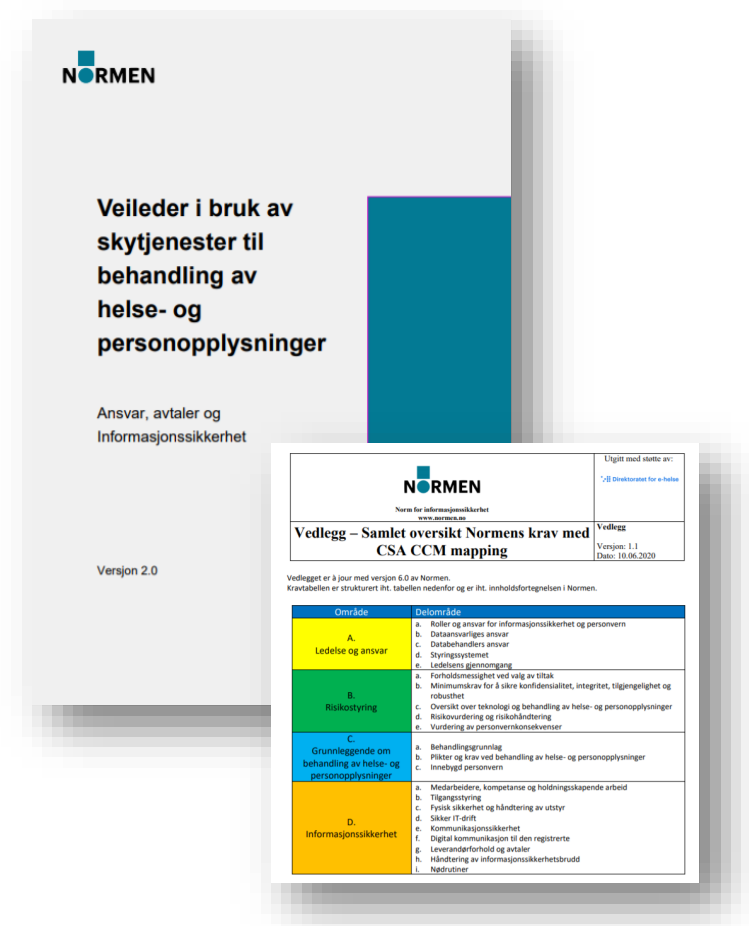 NORMEN
Veileder i bruk av
skytjenester til
behandling av
helse- og
personopplysninger
Ansvar, avtaler og
Informasjonssikkerhet
Versjon 2.0
NORMEN
Norm for informasjonssikkerhet
www.normen.no
Utgitt med støtte av:
Direktoratet for e-helse
Vedlegg – Samlet oversikt Normens krav med
CSA CCM mapping
Vedlegg
Versjon: 1.1
Dato: 10.06.2020
Vedlegget er à jour med versjon 6.0 av Normen.
Kravtabellen er strukturert iht. tabellen nedenfor og er iht. innholdsfortegnelsen i Normen.
Område
Delområde
A.
Ledelse og ansvar
a. Roller og ansvar for informasjonssikkerhet og personvern
b. Dataansvarliges ansvar
c. Databehandlers ansvar
d. Styringssystemet
e. Ledelsens gjennomgang
B.
Risikostyring
a. Forholdsmessighet ved valg av tiltak
b. Minimumskrav for å sikre konfidensialitet, integritet, tilgjengelighet og
robusthet
c. Oversikt over teknologi og behandling av helse- og personopplysninger
d. Risikovurdering og risikohåndtering
e. Vurdering av personvernkonsekvenser
C.
Grunnleggende om
behandling av helse- og
personopplysninger
a. Behandlingsgrunnlag
b. Plikter og krav ved behandling av helse- og personopplysninger
c. Innebygd personvern
D.
Informasjonssikkerhet
a. Medarbeidere, kompetanse og holdningsskapende arbeid
b. Tilgangsstyring
c. Fysisk sikkerhet og håndtering av utstyr
d. Sikker IT-drift
e. Kommunikasjonssikkerhet
f. Digital kommunikasjon til den registrerte
g. Leverandørforhold og avtaler
h. Håndtering av informasjonssikkerhetsbrudd
i. Nødrutiner